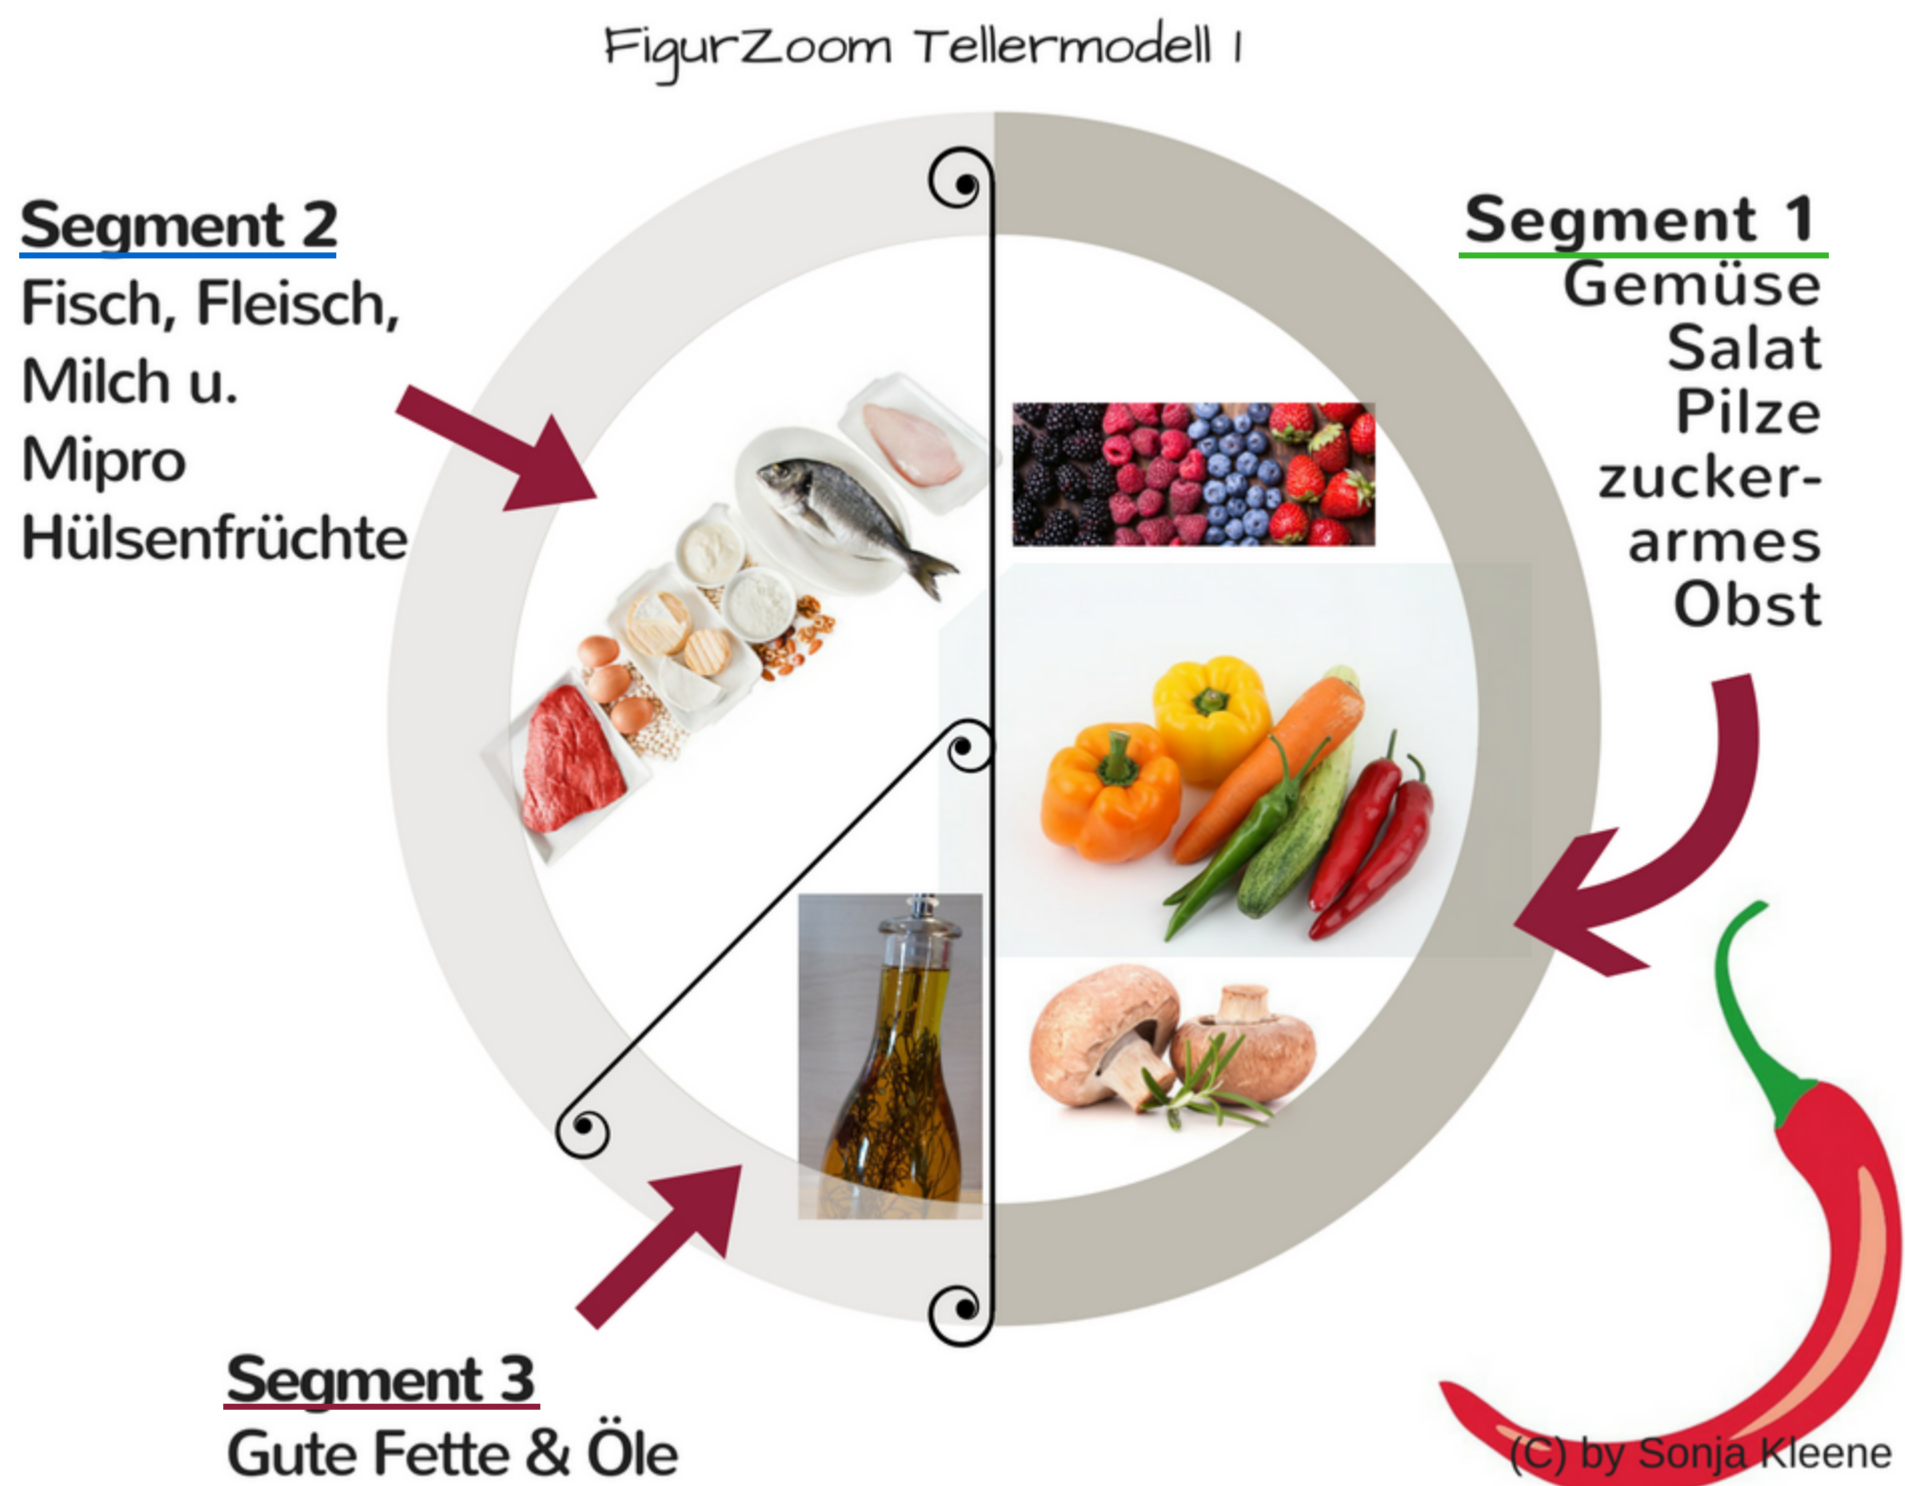 FigurZoom Tellermodell 1
Segment 2
Fisch, Fleisch,
Milch u.
Mipro
Hülsenfrüchte
Segment 1
Gemüse
Salat
Pilze
zucker-
armes
Obst
Segment 3
Gute Fette & Öle
(C) by Sonja Kleene